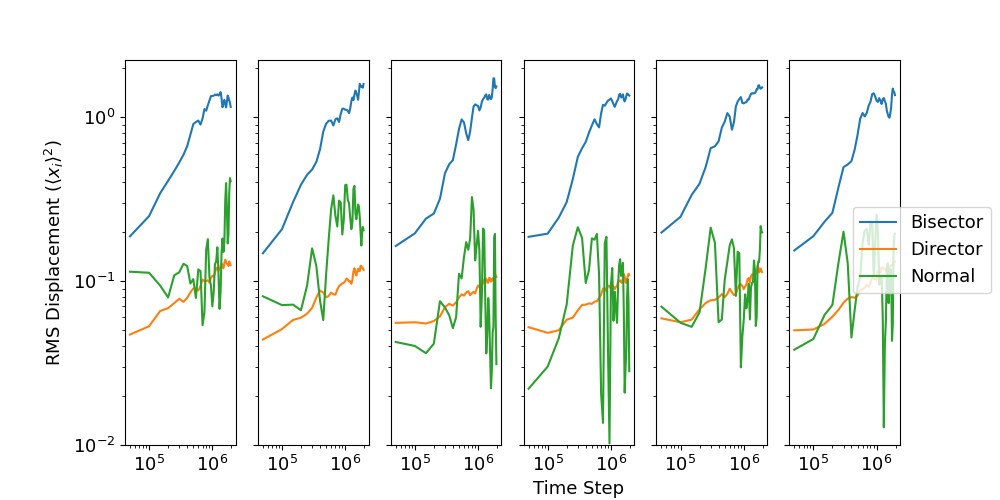 RMS Displacement (⟨x_i⟩²)
10⁰
10⁻¹
10⁻²
10⁵ 10⁶ 10⁵ 10⁶ 10⁵ 10⁶ 10⁵ 10⁶ 10⁵ 10⁶ 10⁵ 10⁶
Time Step
Bisector
Director
Normal